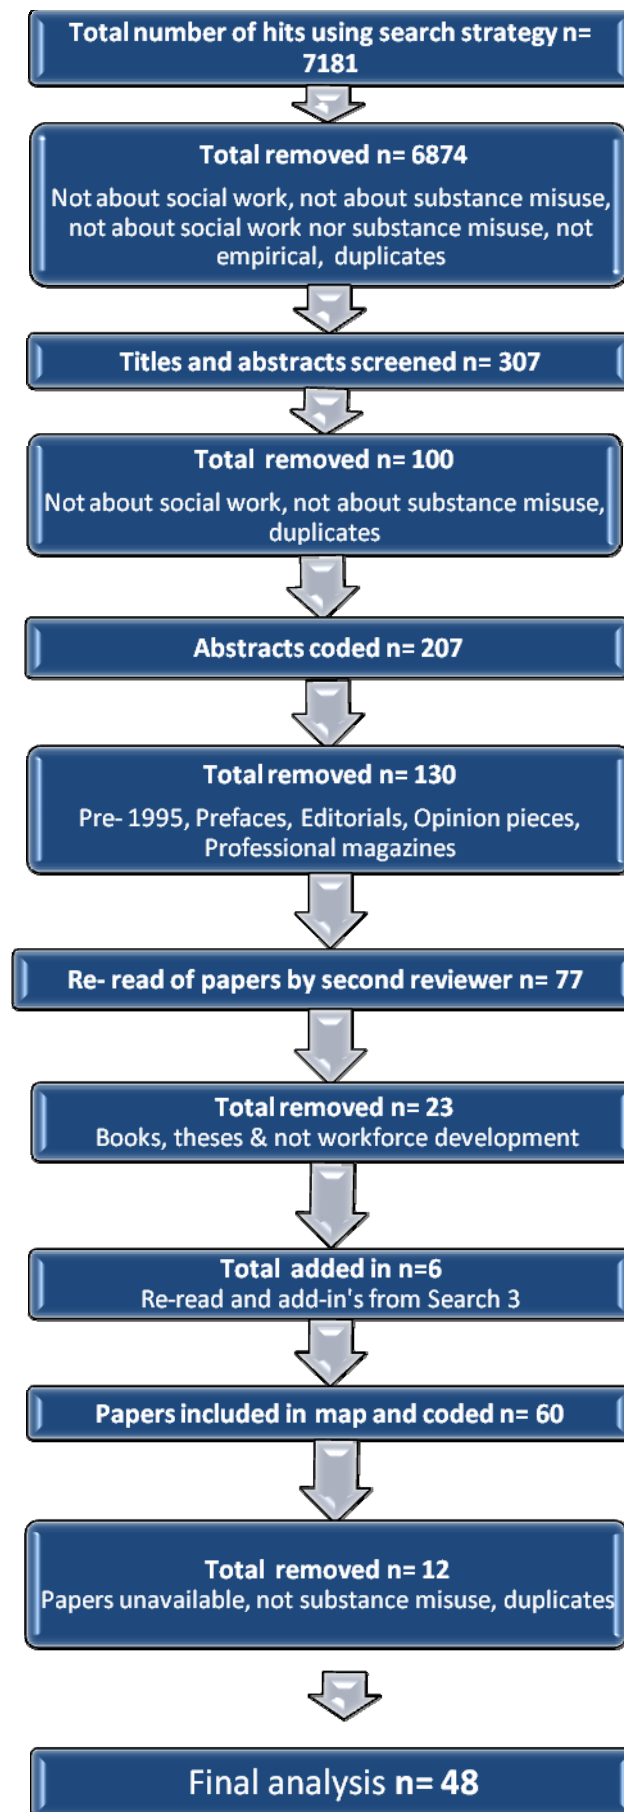 Total number of hits using search strategy n=
7181
Total removed n= 6874
Not about social work, not about substance misuse,
not about social work nor substance misuse, not
empirical, duplicates
Titles and abstracts screened n= 307
Total removed n= 100
Not about social work, not about substance misuse,
duplicates
Abstracts coded n= 207
Total removed n= 130
Pre- 1995, Prefaces, Editorials, Opinion pieces,
Professional magazines
Re- read of papers by second reviewer n= 77
Total removed n= 23
Books, theses & not workforce development
Total added in n=6
Re-read and add-in's from Search 3
Papers included in map and coded n= 60
Total removed n= 12
Papers unavailable, not substance misuse, duplicates
Final analysis n= 48